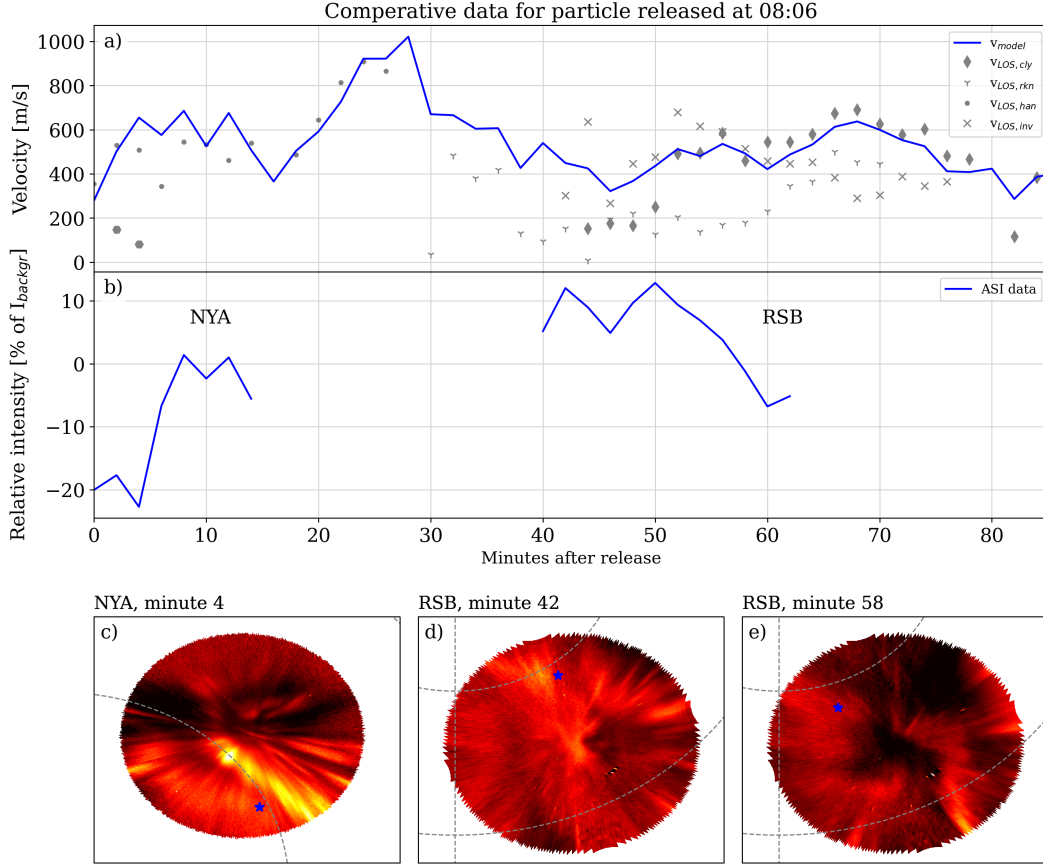 Comperative data for particle released at 08:06
a)
Velocity [m/s]
1000
800
600
400
200
0
v_model
v_LOS,cly
v_LOS,rkn
v_LOS,han
v_LOS,inv
b)
Relative intensity [% of I_backgr]
10
0
−10
−20
NYA
RSB
ASI data
0 10 20 30 40 50 60 70 80
Minutes after release
NYA, minute 4
RSB, minute 42
RSB, minute 58
c)
d)
e)